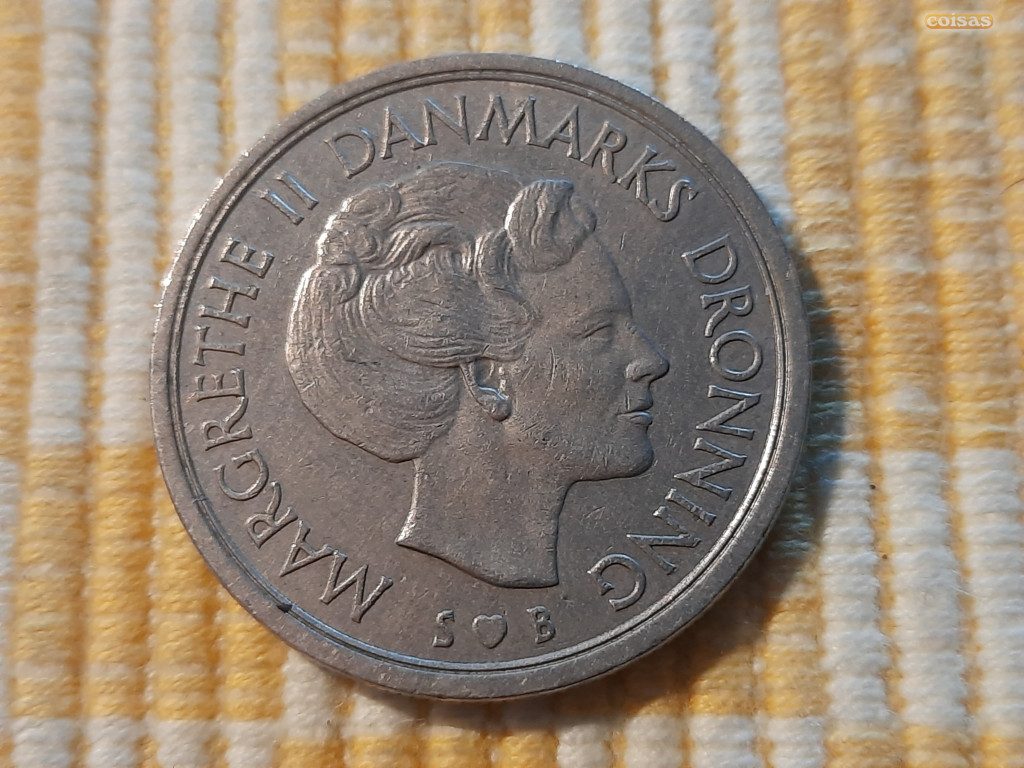 coisas
MARGRETHE II DANMARKS DRONNING
S♥B